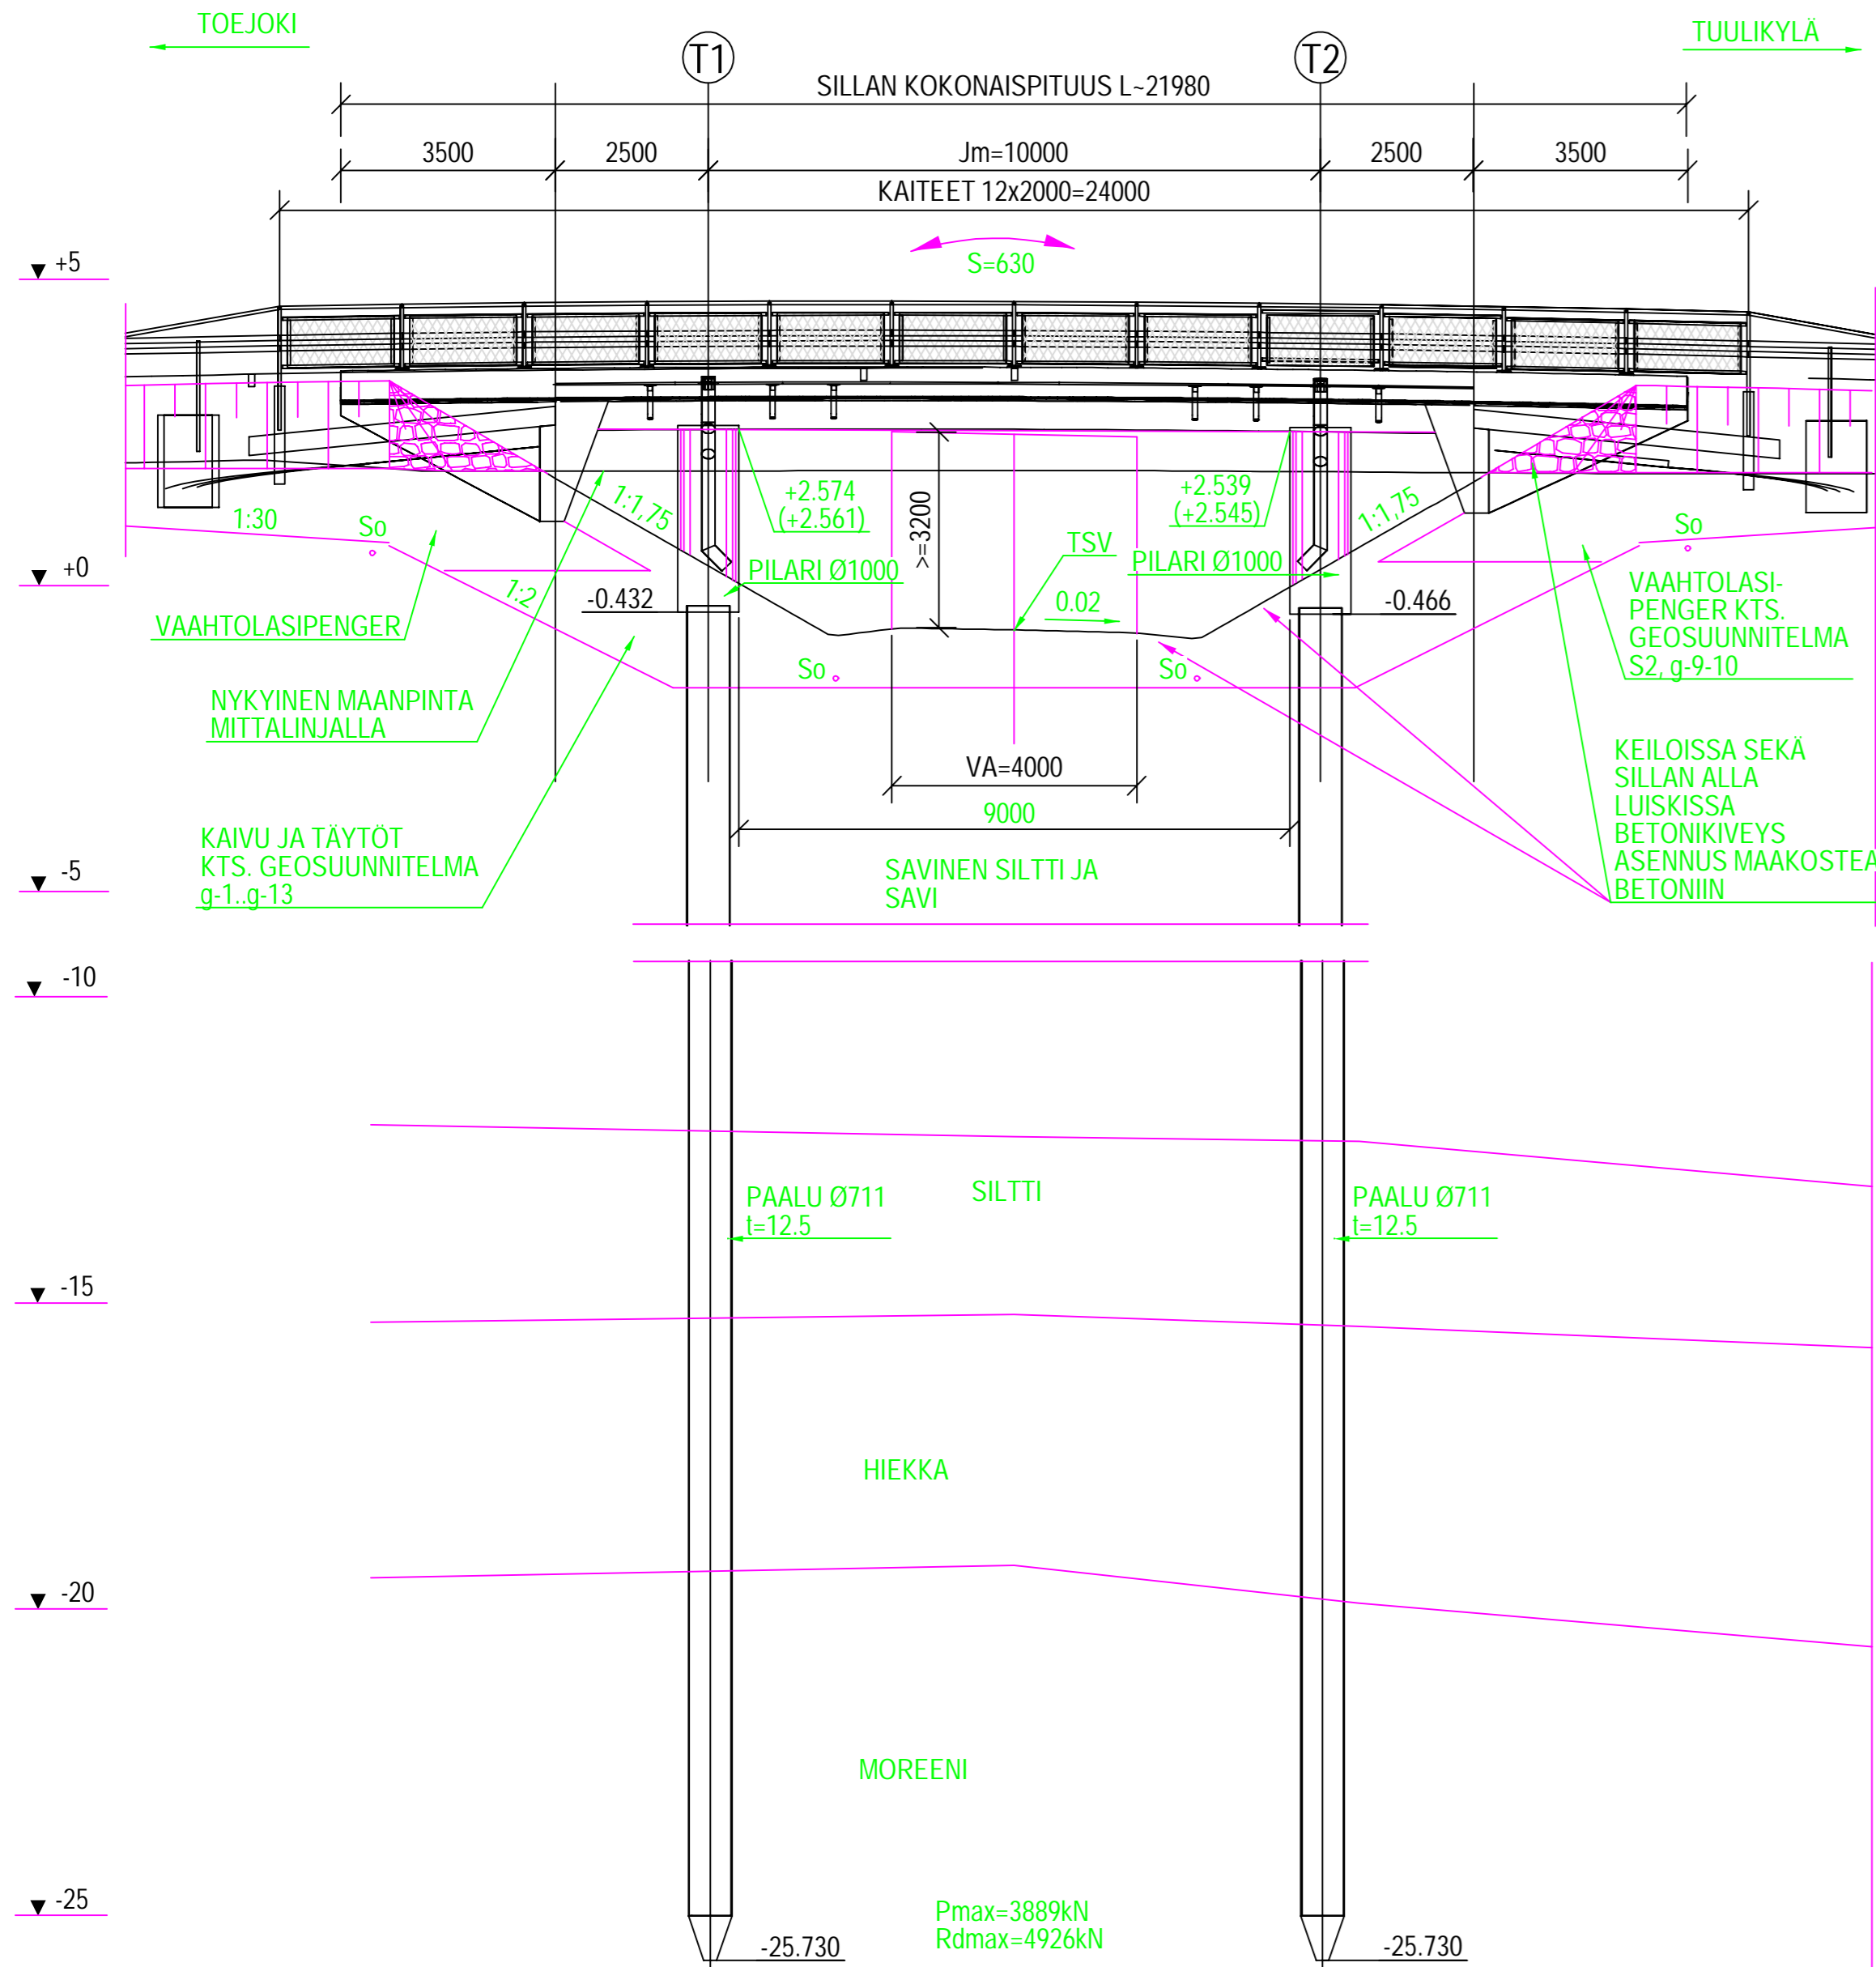 TOEJOKI
TUULIKYLÄ
T1
T2
SILLAN KOKONAISPITUUS L~21980
3500
2500
Jm=10000
2500
3500
KAITEET 12x2000=24000
S=630
+5
+2.574
(+2.561)
+2.539
(+2.545)
1:1,75
1:1,75
>=3200
1:30
So
So
TSV
+0
PILARI Ø1000
PILARI Ø1000
1:2
-0.432
0.02
-0.466
VAAHTOLASIPENGER
VAAHTOLASI-
PENGER KTS.
GEOSUUNNITELMA
S2, g-9-10
So
So
NYKYINEN MAANPINTA
MITTALINJALLA
VA=4000
9000
KEILOISSA SEKÄ
SILLAN ALLA
LUISKISSA
BETONIKIVEYS
ASENNUS MAAKOSTEA
BETONIIN
KAIVU JA TÄYTÖT
KTS. GEOSUUNNITELMA
g-1..g-13
-5
SAVINEN SILTTI JA
SAVI
-10
PAALU Ø711
t=12.5
SILTTI
PAALU Ø711
t=12.5
-15
HIEKKA
-20
MOREENI
-25
Pmax=3889kN
Rdmax=4926kN
-25.730
-25.730